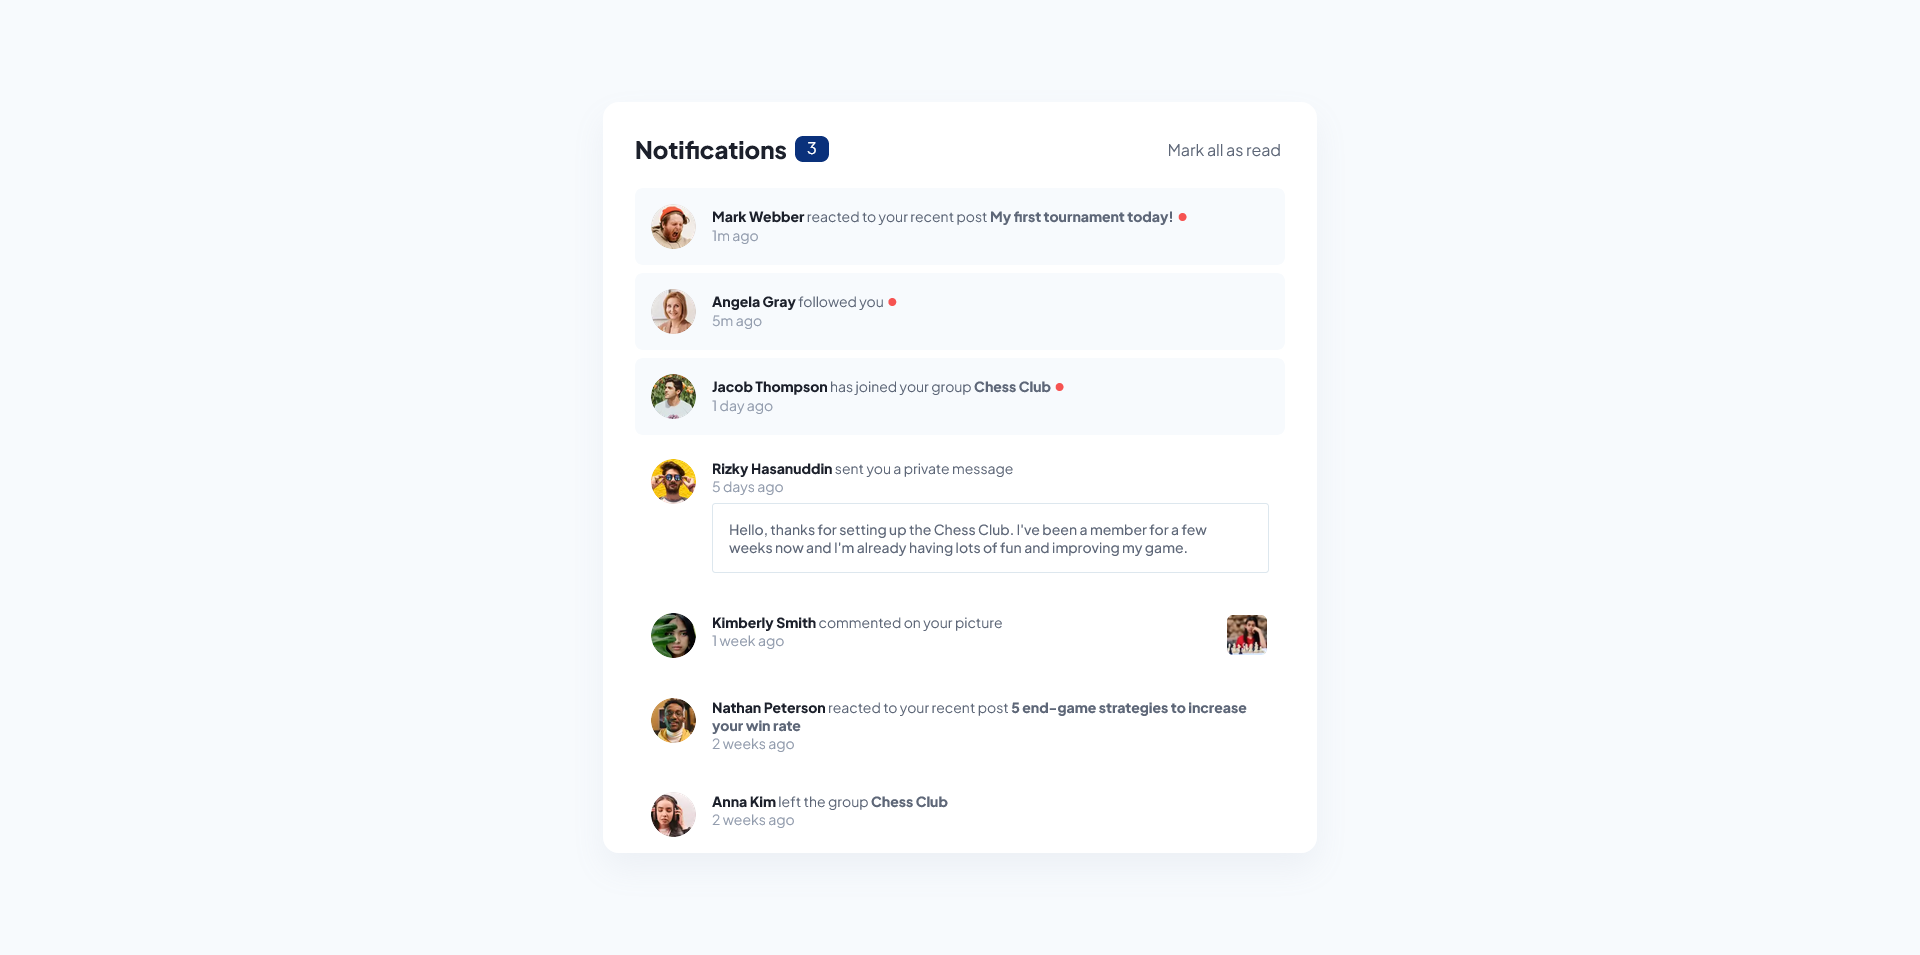 Notifications 3
Mark all as read
Mark Webber reacted to your recent post My first tournament today!
1m ago
Angela Gray followed you
5m ago
Jacob Thompson has joined your group Chess Club
1 day ago
Rizky Hasanuddin sent you a private message
5 days ago
Hello, thanks for setting up the Chess Club. I've been a member for a few
weeks now and I'm already having lots of fun and improving my game.
Kimberly Smith commented on your picture
1 week ago
Nathan Peterson reacted to your recent post 5 end-game strategies to increase
your win rate
2 weeks ago
Anna Kim left the group Chess Club
2 weeks ago